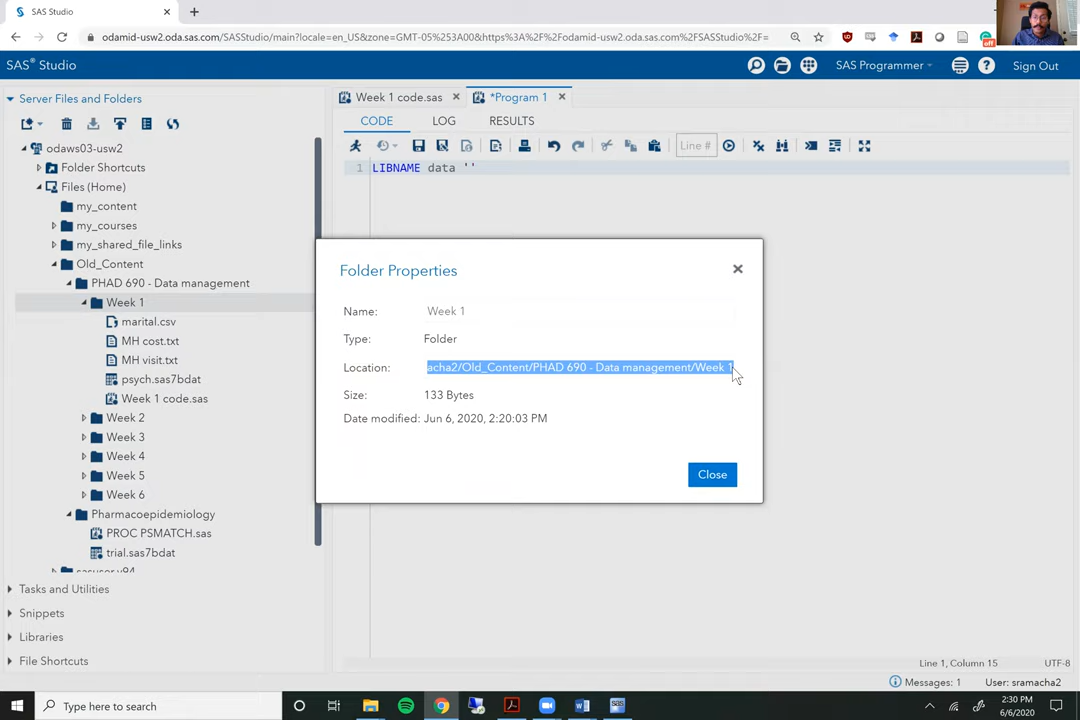 SAS Studio
odamid-usw2.oda.sas.com/SASStudio/main?locale=en_US&zone=GMT-05%253A00&https%3A%2F%2Fodamid-usw2.oda.sas.com%2FSASStudio%2F=
off
SAS® Studio
SAS Programmer
Sign Out
Server Files and Folders
Week 1 code.sas
*Program 1
CODE
LOG
RESULTS
Line #
1 LIBNAME data ''
odaws03-usw2
Folder Shortcuts
Files (Home)
my_content
my_courses
my_shared_file_links
Old_Content
PHAD 690 - Data management
Week 1
marital.csv
MH cost.txt
MH visit.txt
psych.sas7bdat
Week 1 code.sas
Week 2
Week 3
Week 4
Week 5
Week 6
Pharmacoepidemiology
PROC PSMATCH.sas
trial.sas7bdat
sasuser.v94
Folder Properties
Name: Week 1
Type: Folder
Location: acha2/Old_Content/PHAD 690 - Data management/Week 1
Size: 133 Bytes
Date modified: Jun 6, 2020, 2:20:03 PM
Close
Tasks and Utilities
Snippets
Libraries
File Shortcuts
Line 1, Column 15
UTF-8
Messages: 1
User: sramacha2
Type here to search
2:30 PM
6/6/2020